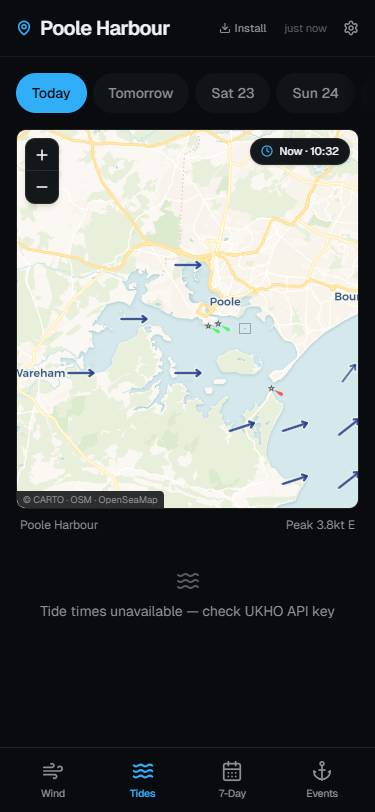 Poole Harbour
Install
just now
Today
Tomorrow
Sat 23
Sun 24
+
−
Now · 10:32
Poole
Bour
Wareham
© CARTO · OSM · OpenSeaMap
Poole Harbour
Peak 3.8kt E
Tide times unavailable — check UKHO API key
Wind
Tides
7-Day
Events